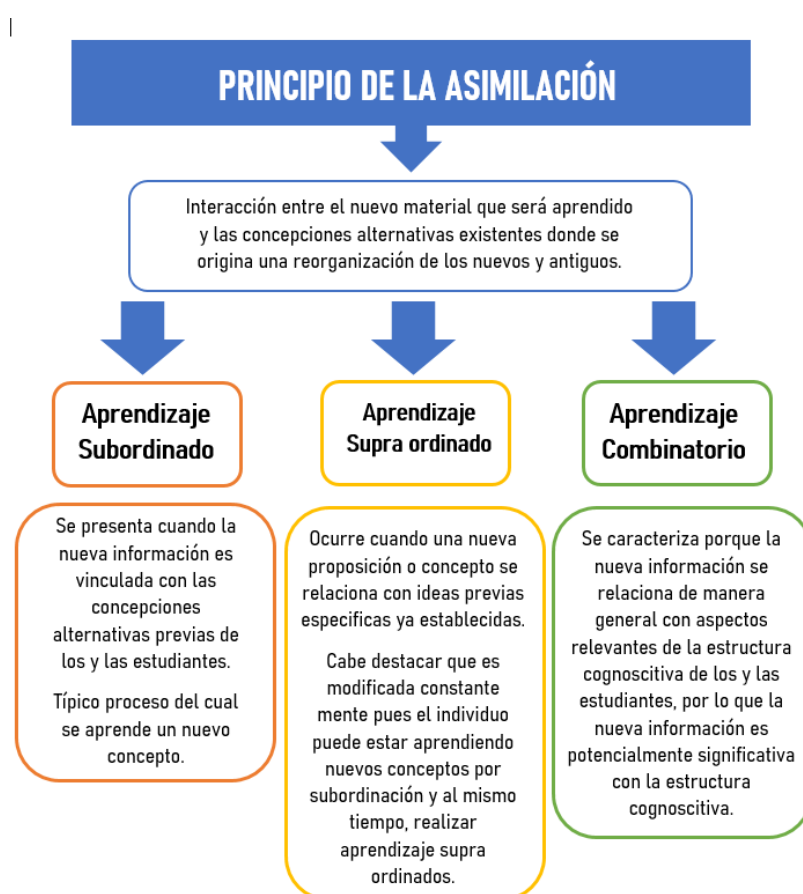 PRINCIPIO DE LA ASIMILACIÓN
Interacción entre el nuevo material que será aprendido
y las concepciones alternativas existentes donde se
origina una reorganización de los nuevos y antiguos.
Aprendizaje
Subordinado
Se presenta cuando la
nueva información es
vinculada con las
concepciones
alternativas previas de
los y las estudiantes.
Típico proceso del cual
se aprende un nuevo
concepto.
Aprendizaje
Supra ordinado
Ocurre cuando una nueva
proposición o concepto se
relaciona con ideas previas
especificas ya establecidas.
Cabe destacar que es
modificada constante
mente pues el individuo
puede estar aprendiendo
nuevos conceptos por
subordinación y al mismo
tiempo, realizar
aprendizaje supra
ordinados.
Aprendizaje
Combinatorio
Se caracteriza porque la
nueva información se
relaciona de manera
general con aspectos
relevantes de la estructura
cognoscitiva de los y las
estudiantes, por lo que la
nueva información es
potencialmente significativa
con la estructura
cognoscitiva.